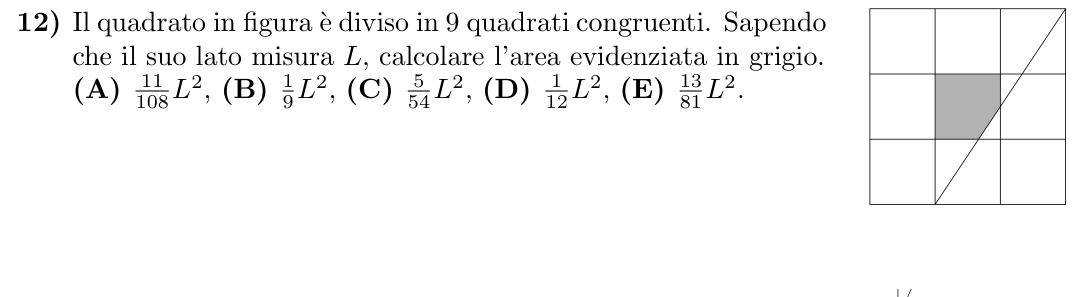 12) Il quadrato in figura è diviso in 9 quadrati congruenti. Sapendo
che il suo lato misura L, calcolare l'area evidenziata in grigio.
(A) 11/108 L², (B) 1/9 L², (C) 5/54 L², (D) 1/12 L², (E) 13/81 L².